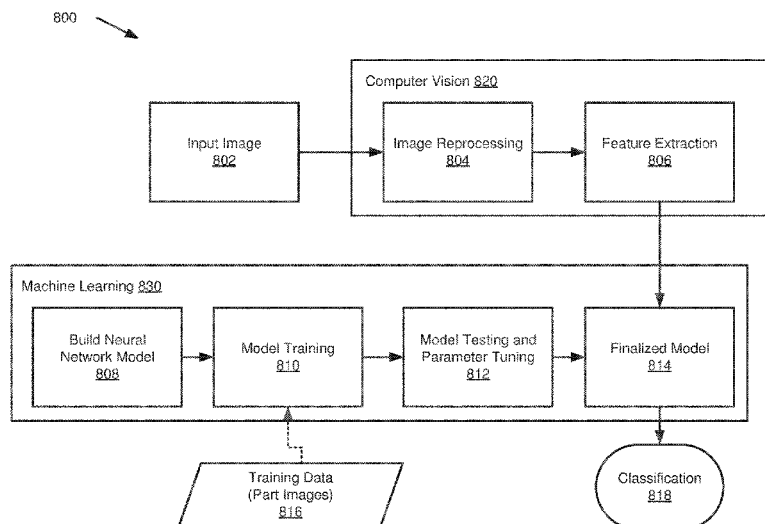 800
Computer Vision 820
Input Image
802
Image Reprocessing
804
Feature Extraction
806
Machine Learning 830
Build Neural
Network Model
808
Model Training
810
Model Testing and
Parameter Tuning
812
Finalized Model
814
Training Data
(Part Images)
816
Classification
818